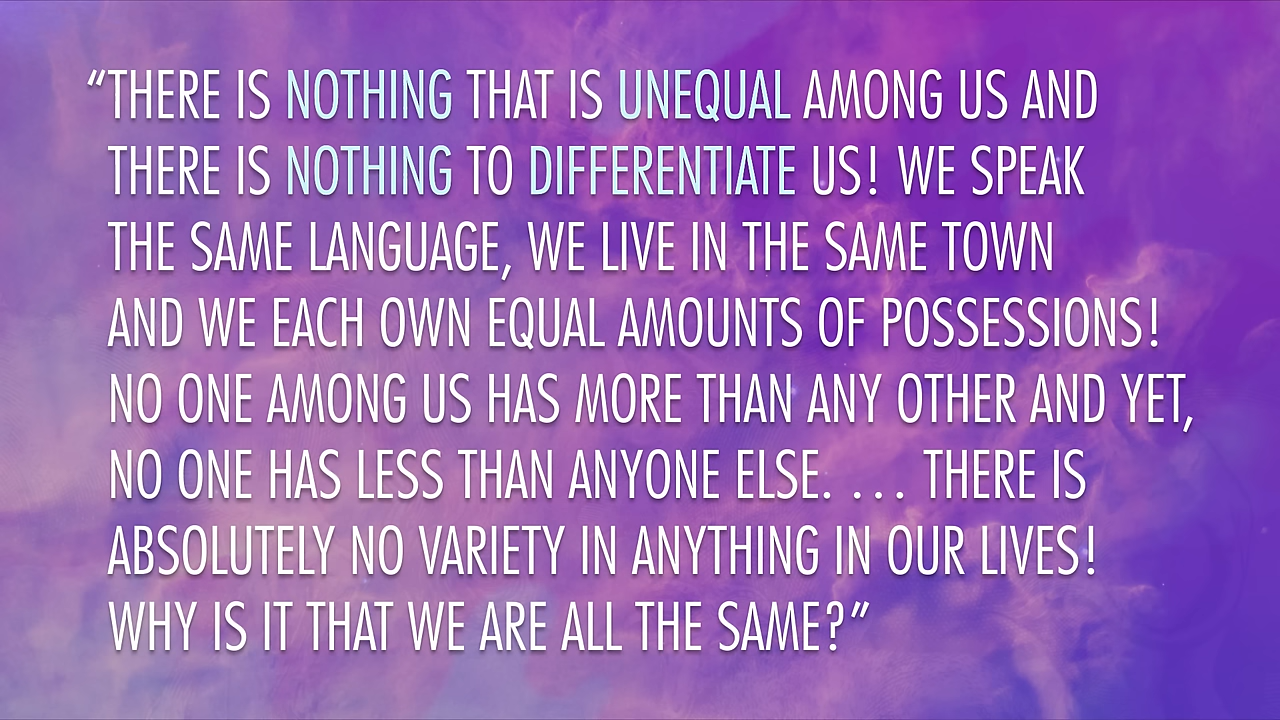 “THERE IS NOTHING THAT IS UNEQUAL AMONG US AND
THERE IS NOTHING TO DIFFERENTIATE US! WE SPEAK
THE SAME LANGUAGE, WE LIVE IN THE SAME TOWN
AND WE EACH OWN EQUAL AMOUNTS OF POSSESSIONS!
NO ONE AMONG US HAS MORE THAN ANY OTHER AND YET,
NO ONE HAS LESS THAN ANYONE ELSE. … THERE IS
ABSOLUTELY NO VARIETY IN ANYTHING IN OUR LIVES!
WHY IS IT THAT WE ARE ALL THE SAME?”